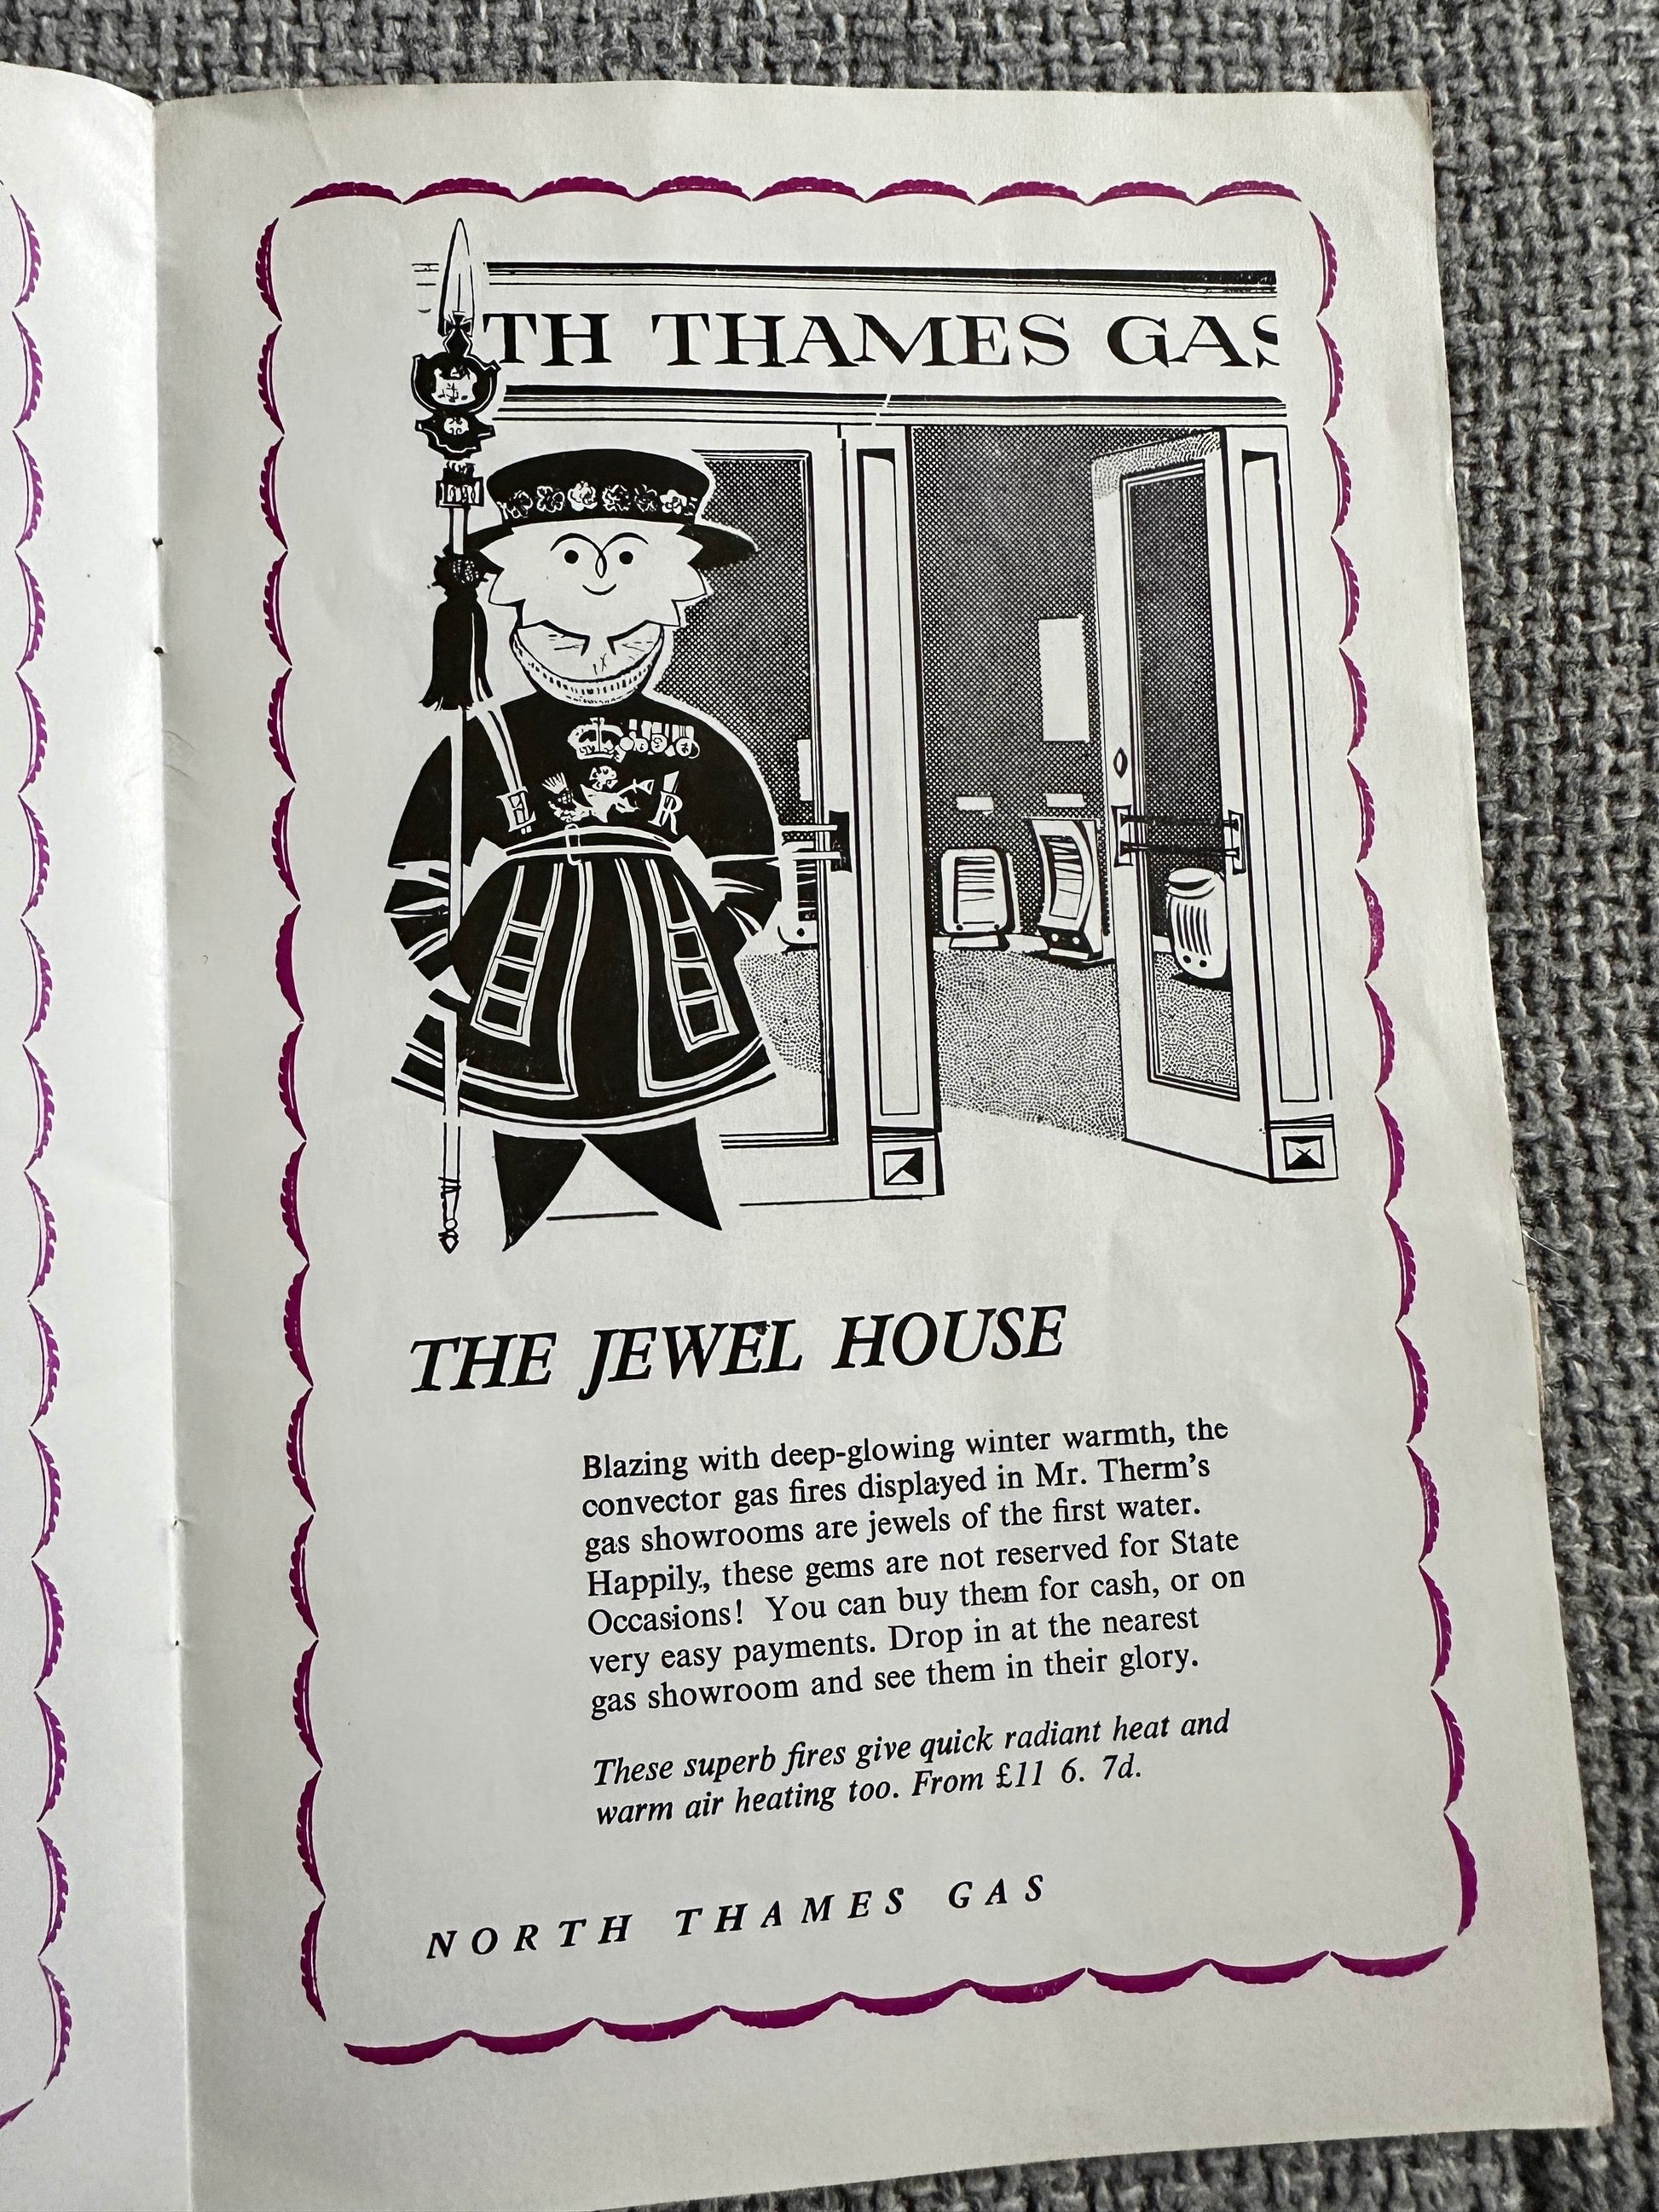 TH THAMES GAS
E R
THE JEWEL HOUSE
Blazing with deep-glowing winter warmth, the
convector gas fires displayed in Mr. Therm's
gas showrooms are jewels of the first water.
Happily, these gems are not reserved for State
Occasions! You can buy them for cash, or on
very easy payments. Drop in at the nearest
gas showroom and see them in their glory.
These superb fires give quick radiant heat and
warm air heating too. From £11 6. 7d.
NORTH THAMES GAS